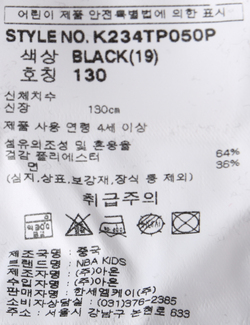 어린이 제품 안전특별법에 의한 표시
STYLE NO. K234TP050P
색상 BLACK(19)
호칭 130
신체치수
신장 130cm
제품 사용 연령 4세 이상
섬유의조성 및 혼용율
겉감 폴리에스터 64%
면 36%
(심지,상표,보강재,장식 등 제외)
취급주의
제조국명 : 중국
브랜드명 : NBA KIDS
제조자명 : (주)아온
수입자명 : (주)아온
판매자명 : 한세엠케이(주)
소비자상담실 : (031)376-2365
주소 : 서울시 강남구 논현로 633